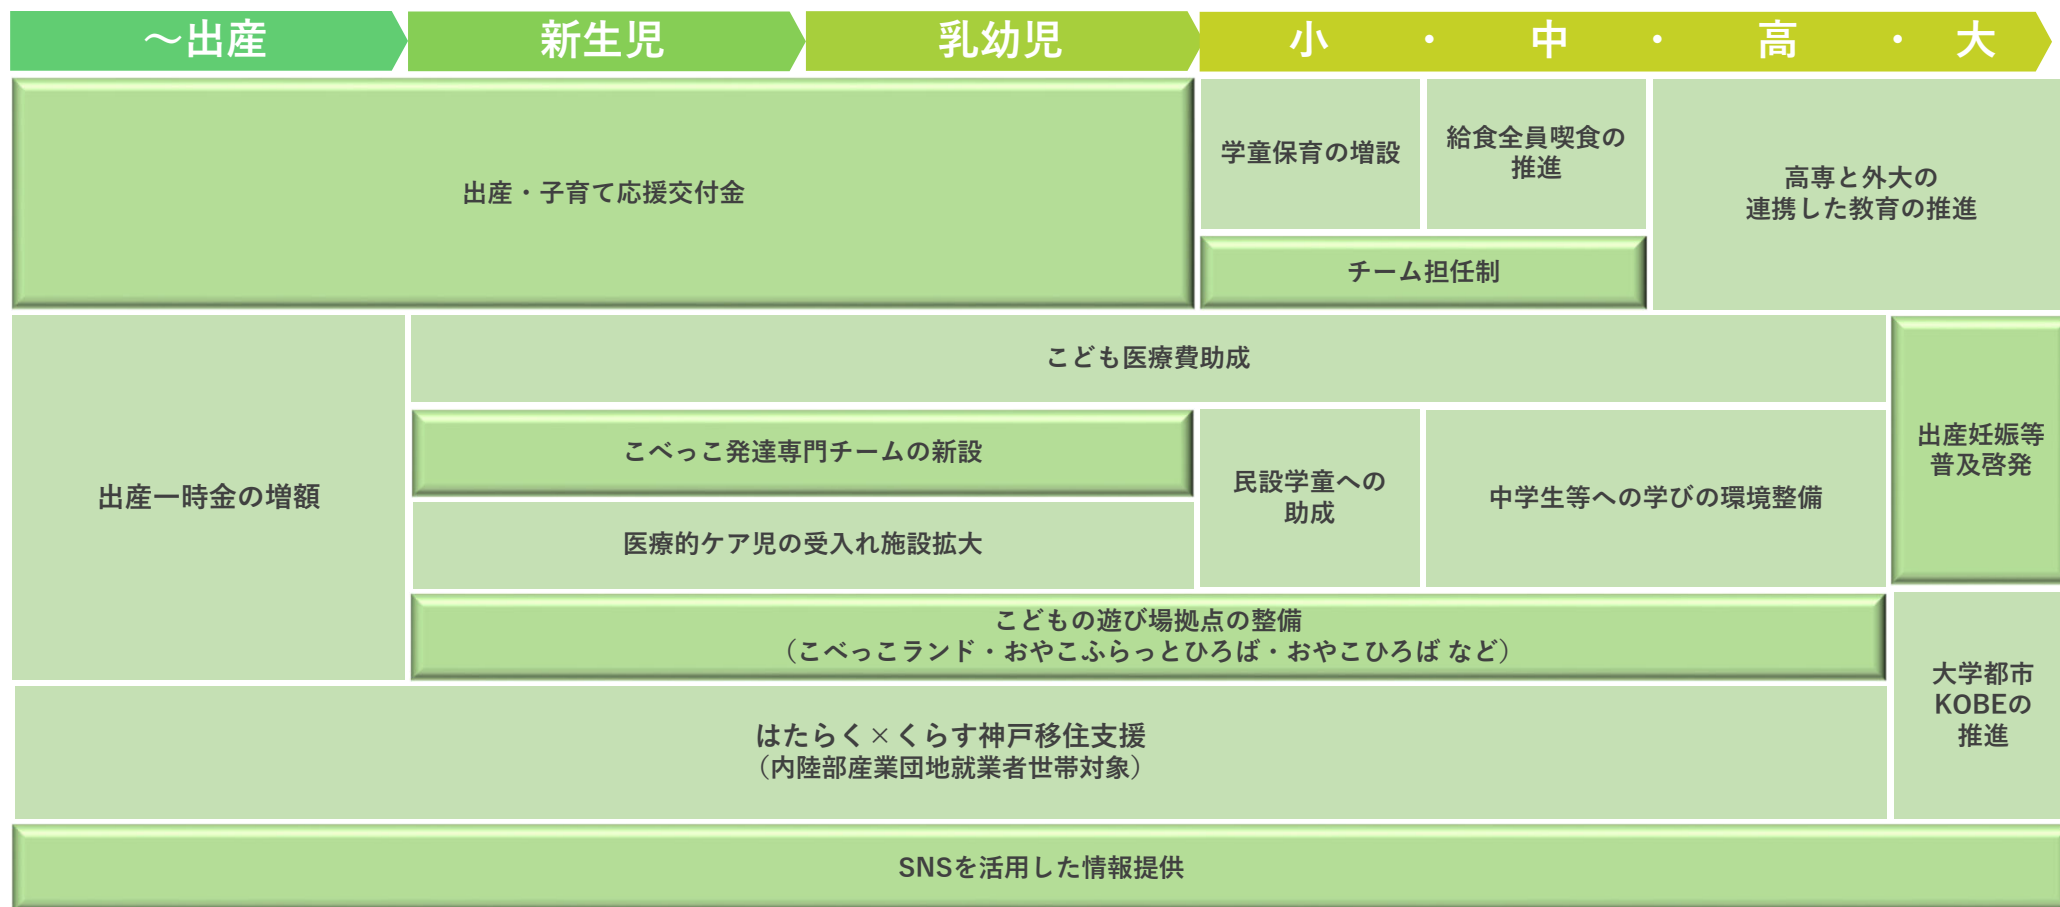 ～出産
新生児
乳幼児
小・中・高・大
出産・子育て応援交付金
学童保育の増設
給食全員喫食の
推進
高専と外大の
連携した教育の推進
チーム担任制
出産一時金の増額
こども医療費助成
出産妊娠等
普及啓発
こべっこ発達専門チームの新設
民設学童への
助成
中学生等への学びの環境整備
医療的ケア児の受入れ施設拡大
こどもの遊び場拠点の整備
（こべっこランド・おやこふらっとひろば・おやこひろば など）
大学都市
KOBEの
推進
はたらく×くらす神戸移住支援
（内陸部産業団地就業者世帯対象）
SNSを活用した情報提供